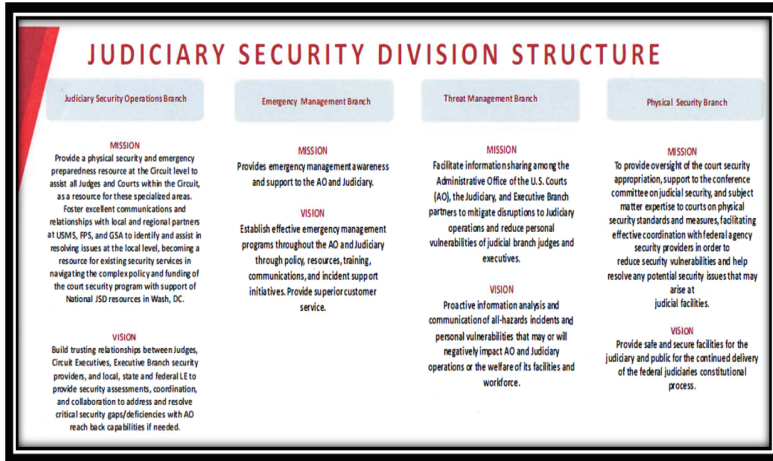 JUDICIARY SECURITY DIVISION STRUCTURE
Judiciary Security Operations Branch
MISSION
Provide a physical security and emergency
preparedness resource at the Circuit level to
assist all Judges and Courts within the Circuit,
as a resource for these specialized areas.
Foster excellent communications and
relationships with local and regional partners
at USMS, FPS, and GSA to identify and assist in
resolving issues at the local level, becoming a
resource for existing security services in
navigating the complex policy and funding of
the court security program with support of
National JSD resources in Wash, DC.
VISION
Build trusting relationships between Judges,
Circuit Executives, Executive Branch security
providers, and local, state and federal LE to
provide security assessments, coordination,
and collaboration to address and resolve
critical security gaps/deficiencies with AO
reach back capabilities if needed.
Emergency Management Branch
MISSION
Provides emergency management awareness
and support to the AO and Judiciary.
VISION
Establish effective emergency management
programs throughout the AO and Judiciary
through policy, resources, training,
communications, and incident support
initiatives. Provide superior customer
service.
Threat Management Branch
MISSION
Facilitate information sharing among the
Administrative Office of the U.S. Courts
(AO), the Judiciary, and Executive Branch
partners to mitigate disruptions to Judiciary
operations and reduce personal
vulnerabilities of judicial branch judges and
executives.
VISION
Proactive information analysis and
communication of all-hazards incidents and
personal vulnerabilities that may or will
negatively impact AO and Judiciary
operations or the welfare of its facilities and
workforce.
Physical Security Branch
MISSION
To provide oversight of the court security
appropriation, support to the conference
committee on judicial security, and subject
matter expertise to courts on physical
security standards and measures, facilitating
effective coordination with federal agency
security providers in order to
reduce security vulnerabilities and help
resolve any potential security issues that may
arise at
judicial facilities.
VISION
Provide safe and secure facilities for the
judiciary and public for the continued delivery
of the federal judiciaries constitutional
process.